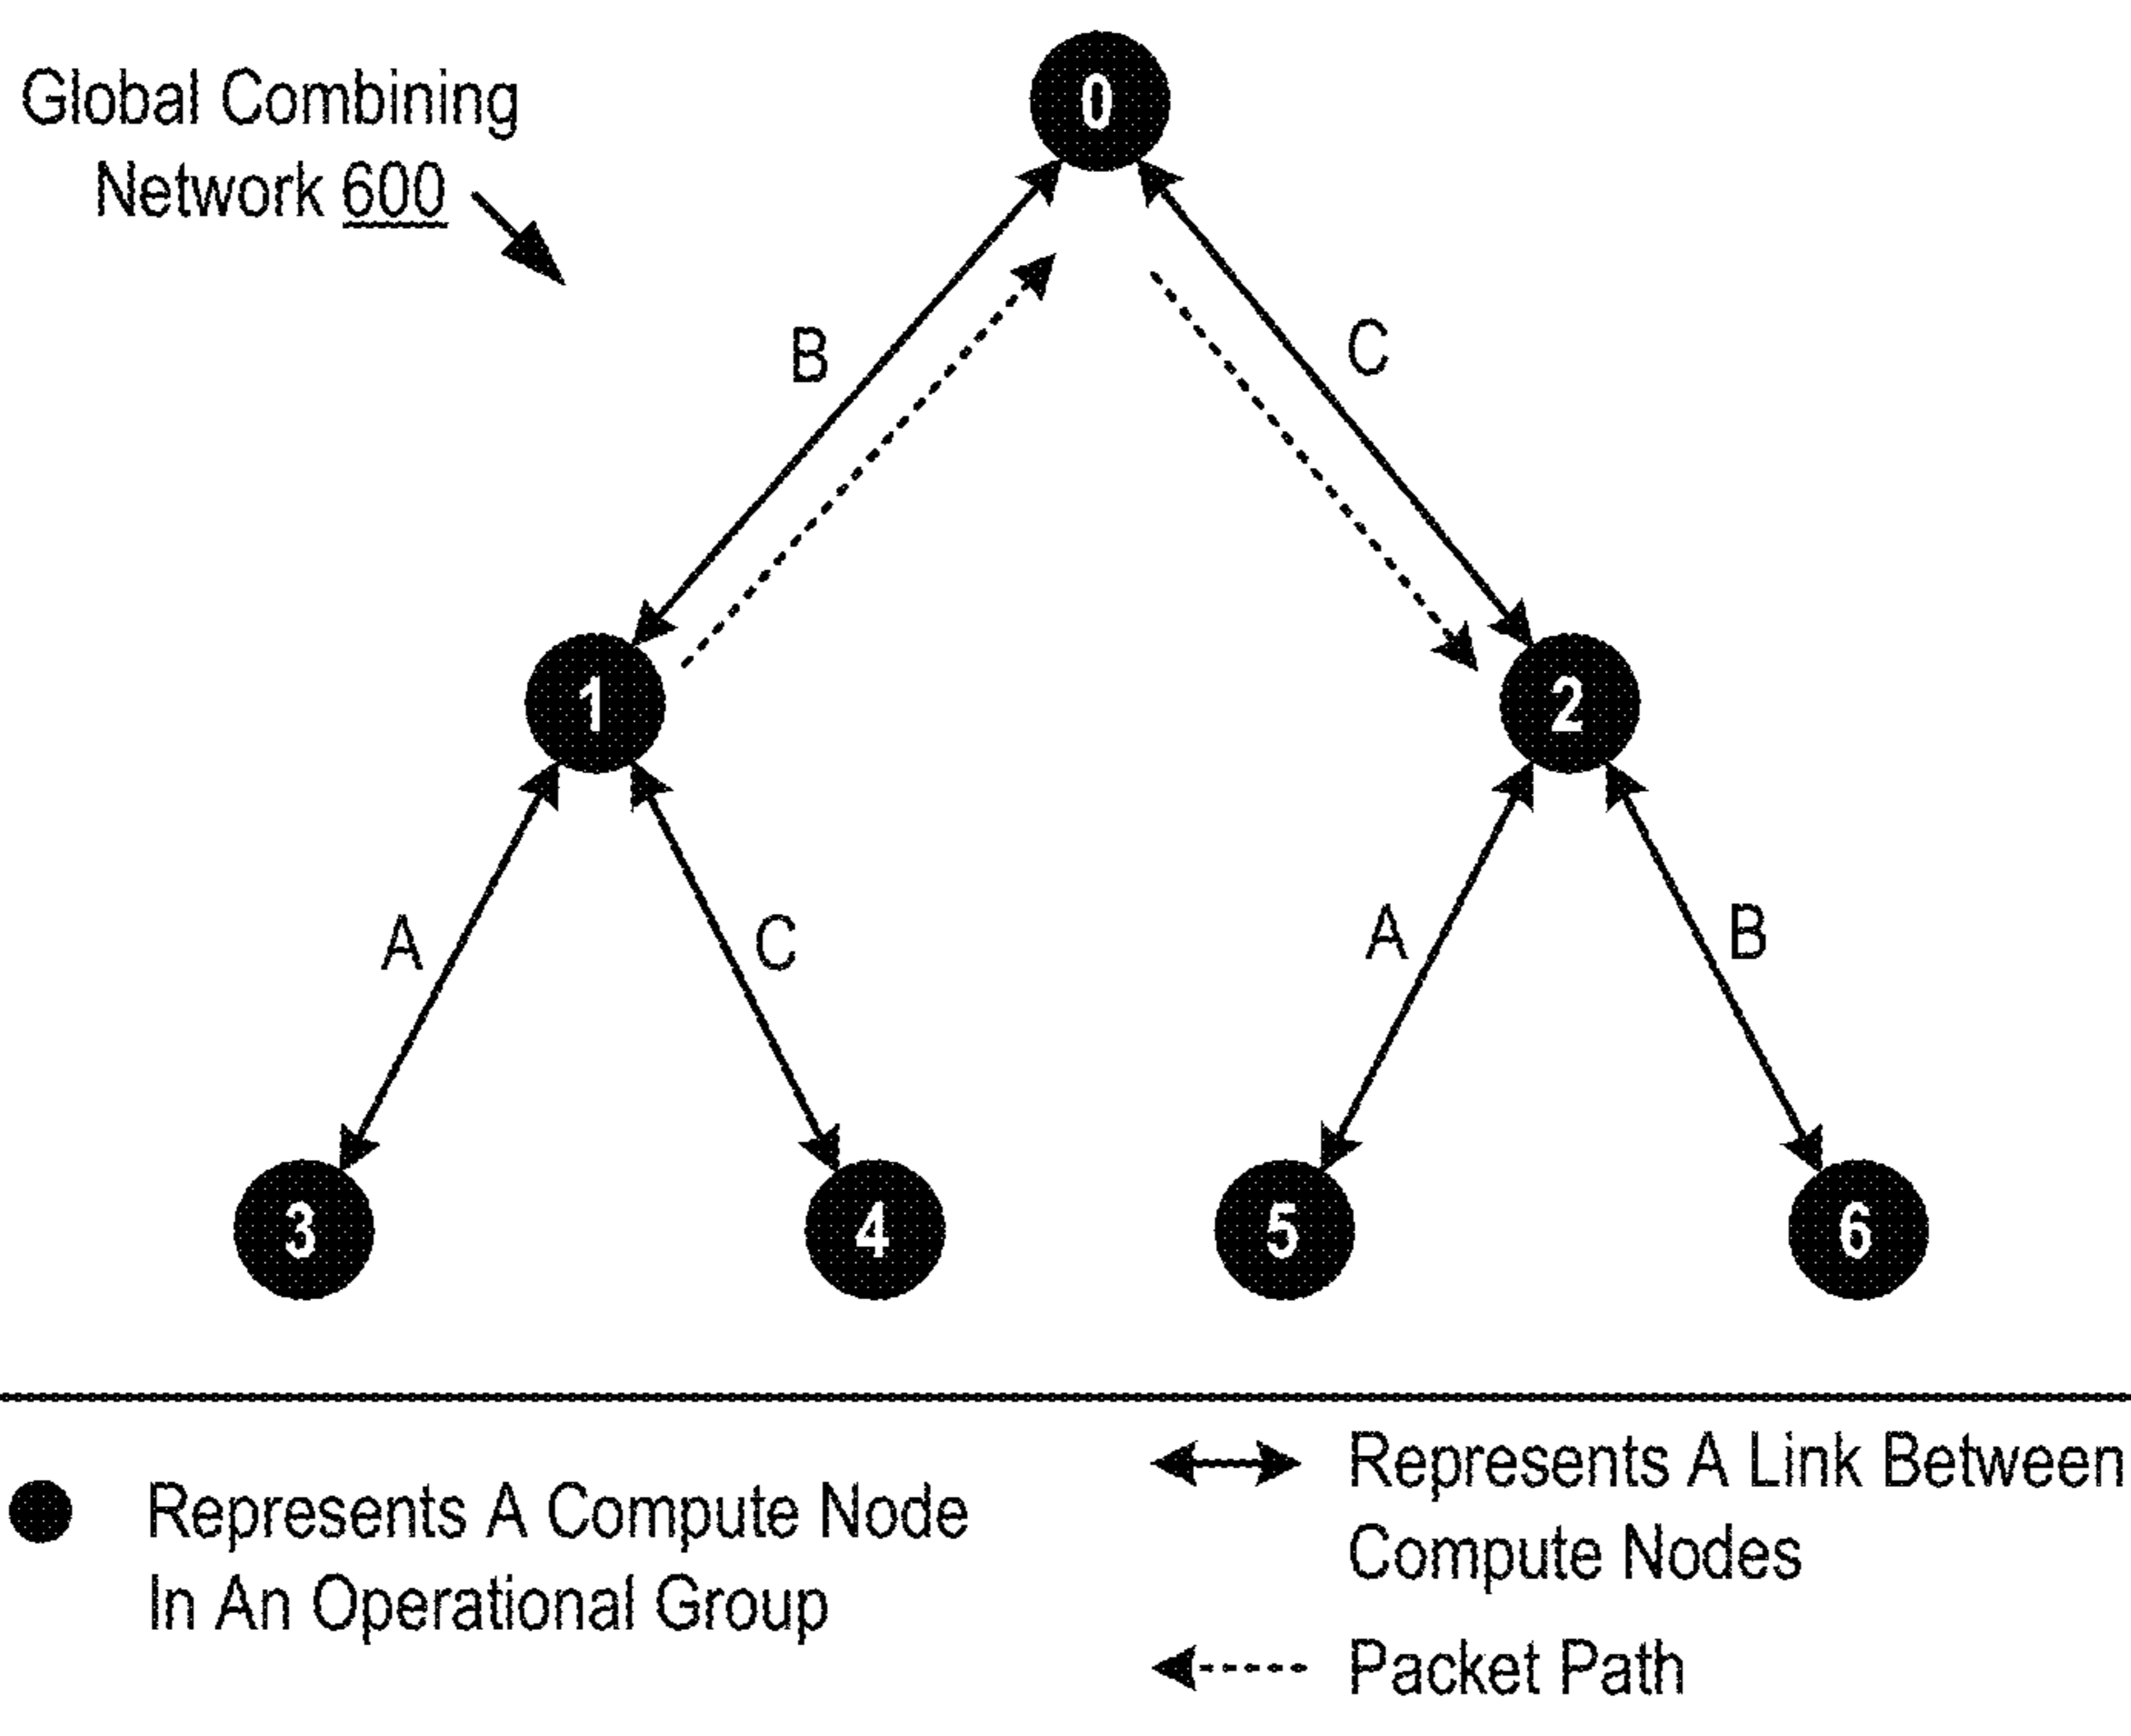 Global Combining
Network 600
0
B
C
1
2
A
C
A
B
3
4
5
6
Represents A Compute Node
In An Operational Group
Represents A Link Between
Compute Nodes
Packet Path